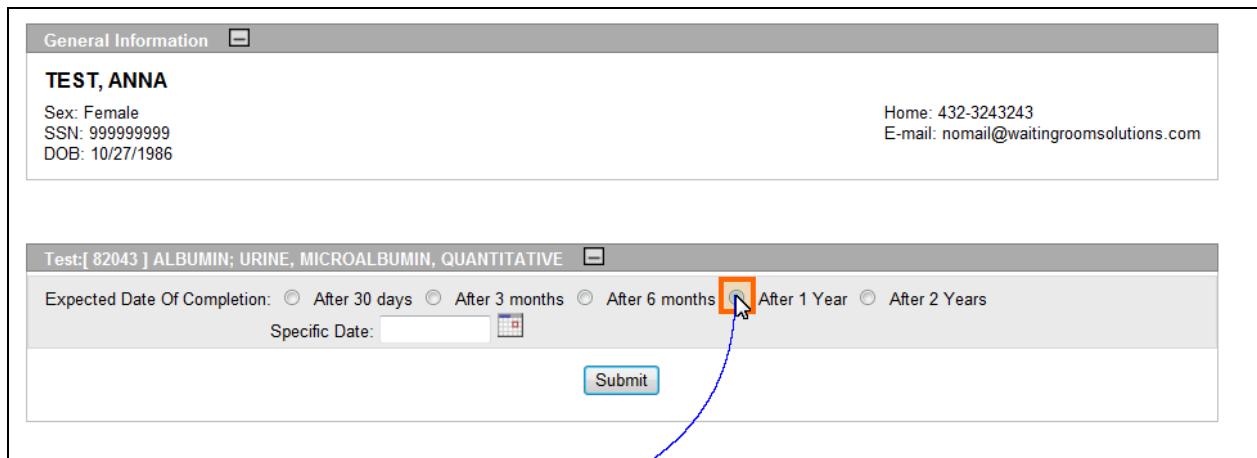 General Information
TEST, ANNA
Sex: Female
SSN: 999999999
DOB: 10/27/1986
Home: 432-3243243
E-mail: nomail@waitingroomsolutions.com
Test:[ 82043 ] ALBUMIN; URINE, MICROALBUMIN, QUANTITATIVE
Expected Date Of Completion: After 30 days After 3 months After 6 months After 1 Year After 2 Years
Specific Date:
Submit